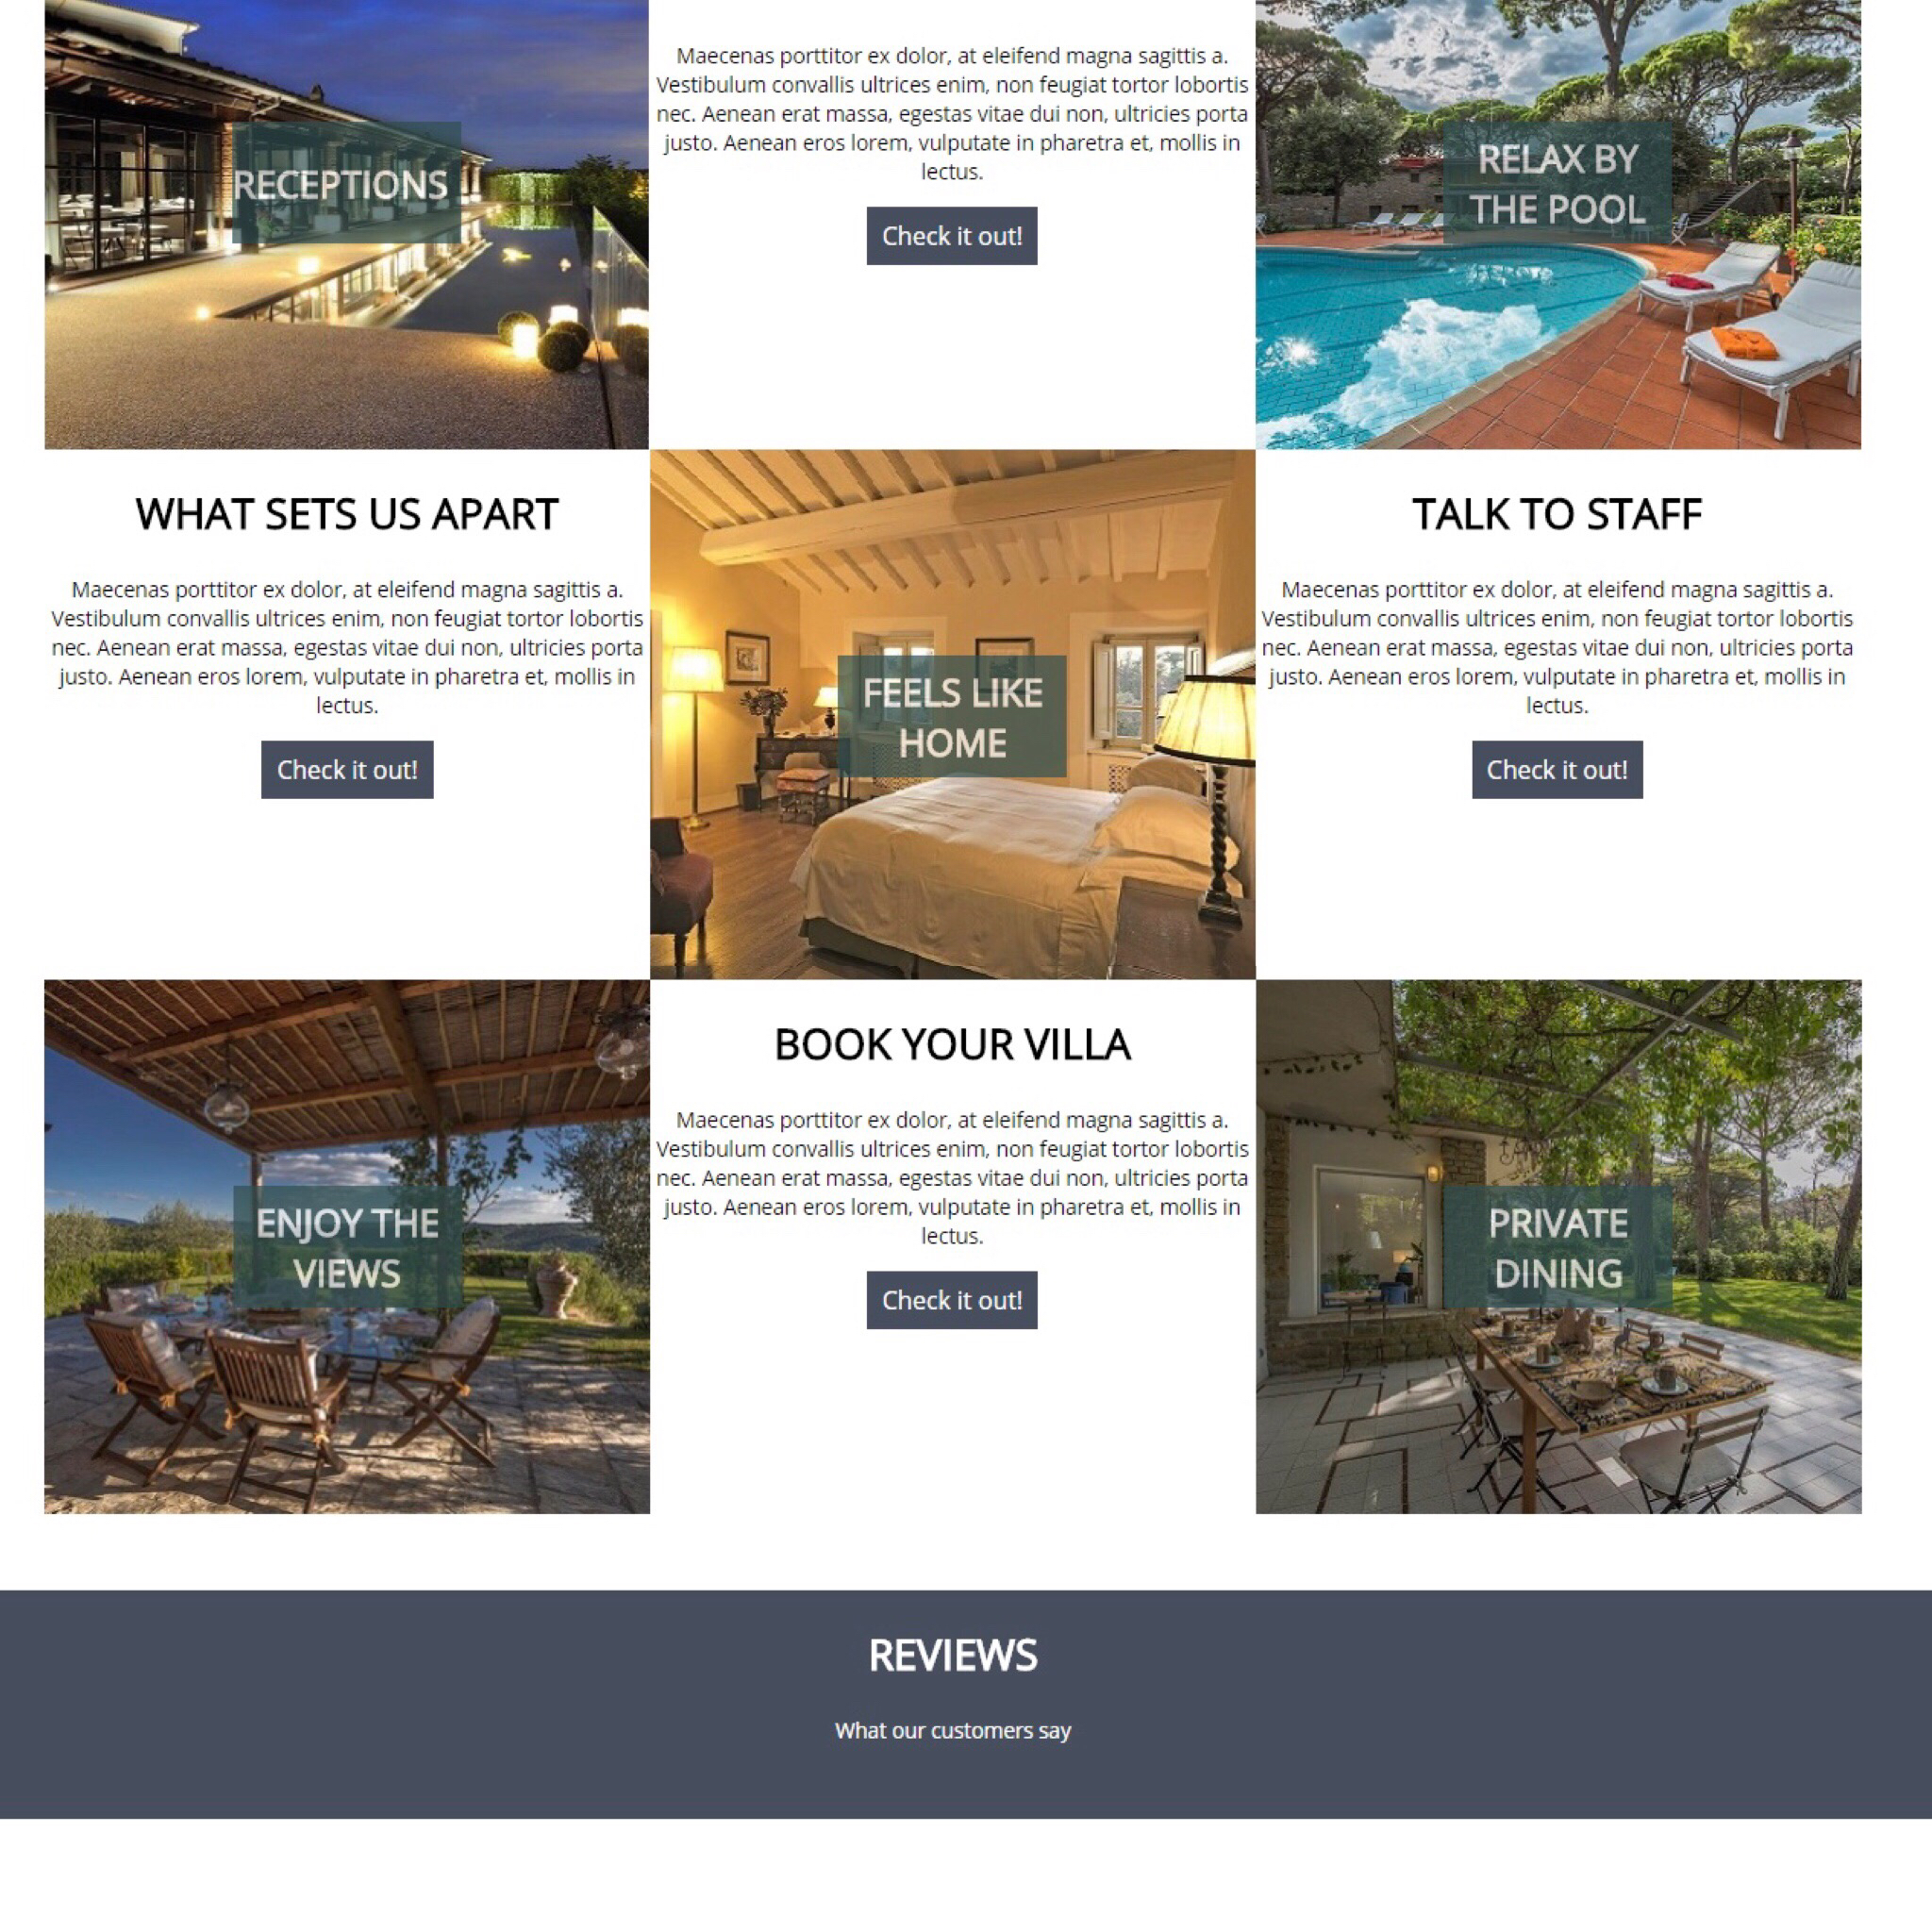 RECEPTIONS
Maecenas porttitor ex dolor, at eleifend magna sagittis a.
Vestibulum convallis ultrices enim, non feugiat tortor lobortis
nec. Aenean erat massa, egestas vitae dui non, ultricies porta
justo. Aenean eros lorem, vulputate in pharetra et, mollis in
lectus.
Check it out!
RELAX BY
THE POOL
WHAT SETS US APART
Maecenas porttitor ex dolor, at eleifend magna sagittis a.
Vestibulum convallis ultrices enim, non feugiat tortor lobortis
nec. Aenean erat massa, egestas vitae dui non, ultricies porta
justo. Aenean eros lorem, vulputate in pharetra et, mollis in
lectus.
Check it out!
FEELS LIKE
HOME
TALK TO STAFF
Maecenas porttitor ex dolor, at eleifend magna sagittis a.
Vestibulum convallis ultrices enim, non feugiat tortor lobortis
nec. Aenean erat massa, egestas vitae dui non, ultricies porta
justo. Aenean eros lorem, vulputate in pharetra et, mollis in
lectus.
Check it out!
ENJOY THE
VIEWS
BOOK YOUR VILLA
Maecenas porttitor ex dolor, at eleifend magna sagittis a.
Vestibulum convallis ultrices enim, non feugiat tortor lobortis
nec. Aenean erat massa, egestas vitae dui non, ultricies porta
justo. Aenean eros lorem, vulputate in pharetra et, mollis in
lectus.
Check it out!
PRIVATE
DINING
REVIEWS
What our customers say